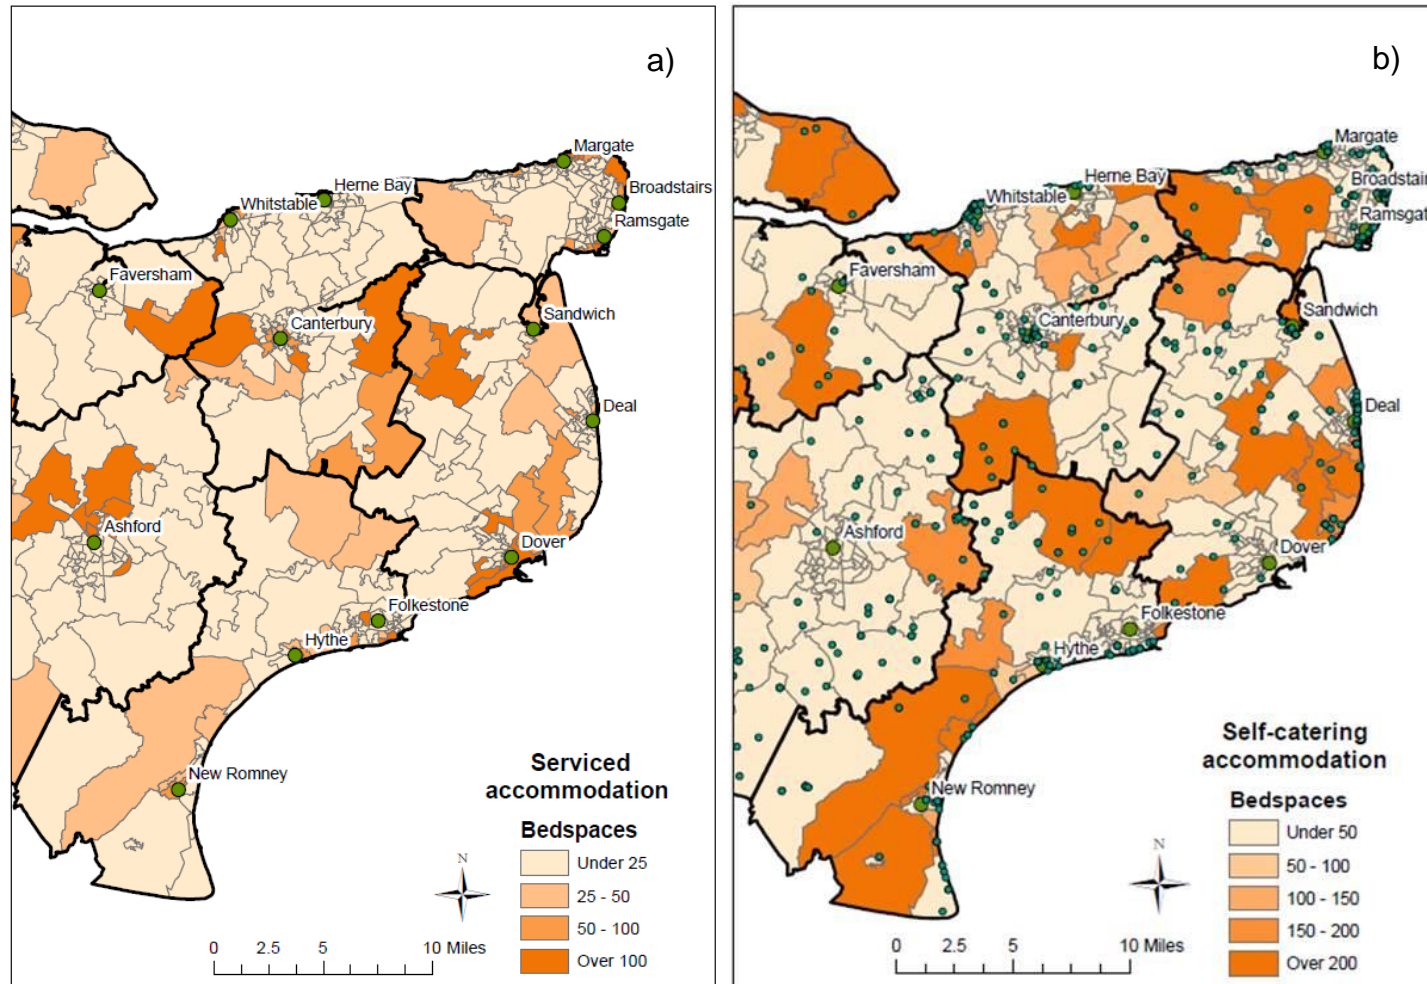 a)
Margate
Herne Bay
Broadstairs
Whitstable
Ramsgate
Faversham
Sandwich
Canterbury
Deal
Ashford
Dover
Folkestone
Hythe
New Romney
Serviced
accommodation
Bedspaces
Under 25
25 - 50
50 - 100
Over 100
N
0 2.5 5 10 Miles
b)
Margate
Herne Bay
Broadstairs
Whitstable
Ramsgat
Faversham
Sandwich
Canterbury
Deal
Ashford
Dover
Folkestone
Hythe
New Romney
Self-catering
accommodation
Bedspaces
Under 50
50 - 100
100 - 150
150 - 200
Over 200
N
0 2.5 5 10 Miles